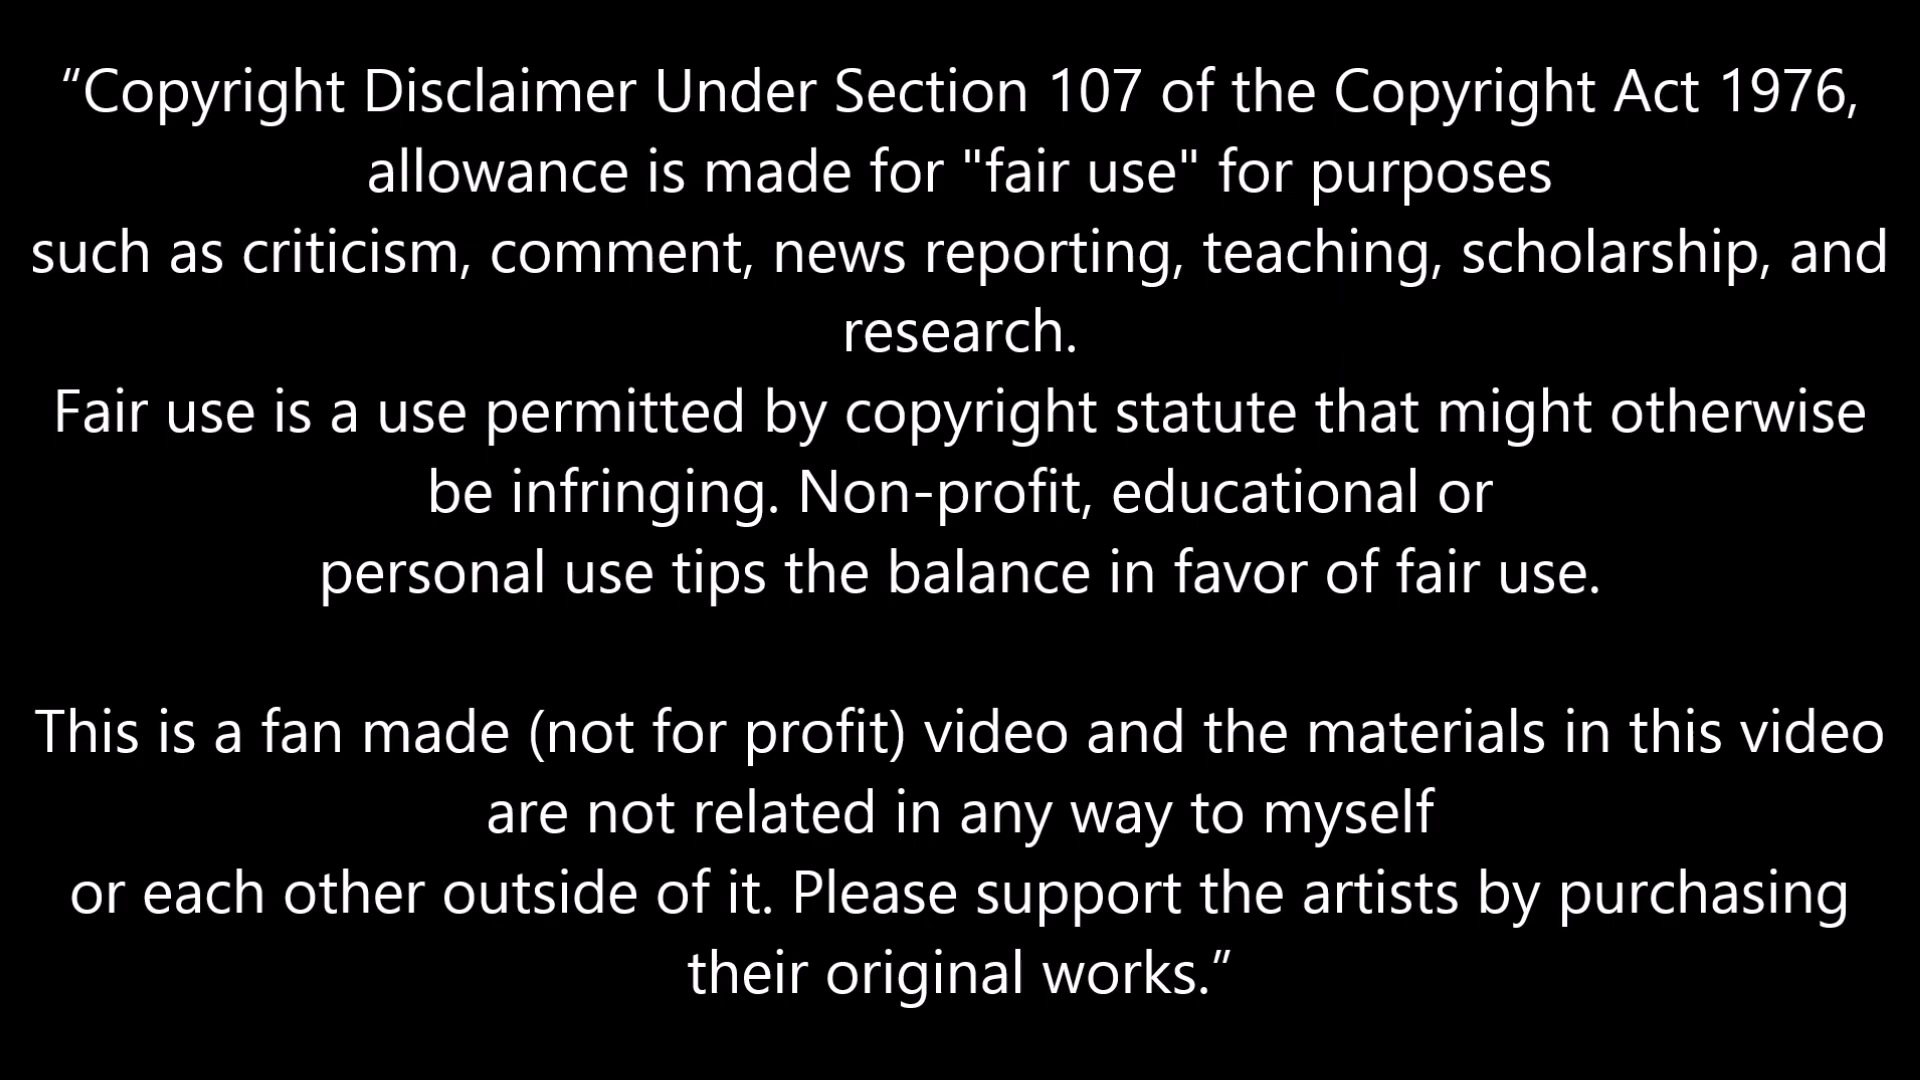 “Copyright Disclaimer Under Section 107 of the Copyright Act 1976,
allowance is made for "fair use" for purposes
such as criticism, comment, news reporting, teaching, scholarship, and
research.
Fair use is a use permitted by copyright statute that might otherwise
be infringing. Non-profit, educational or
personal use tips the balance in favor of fair use.
This is a fan made (not for profit) video and the materials in this video
are not related in any way to myself
or each other outside of it. Please support the artists by purchasing
their original works.”